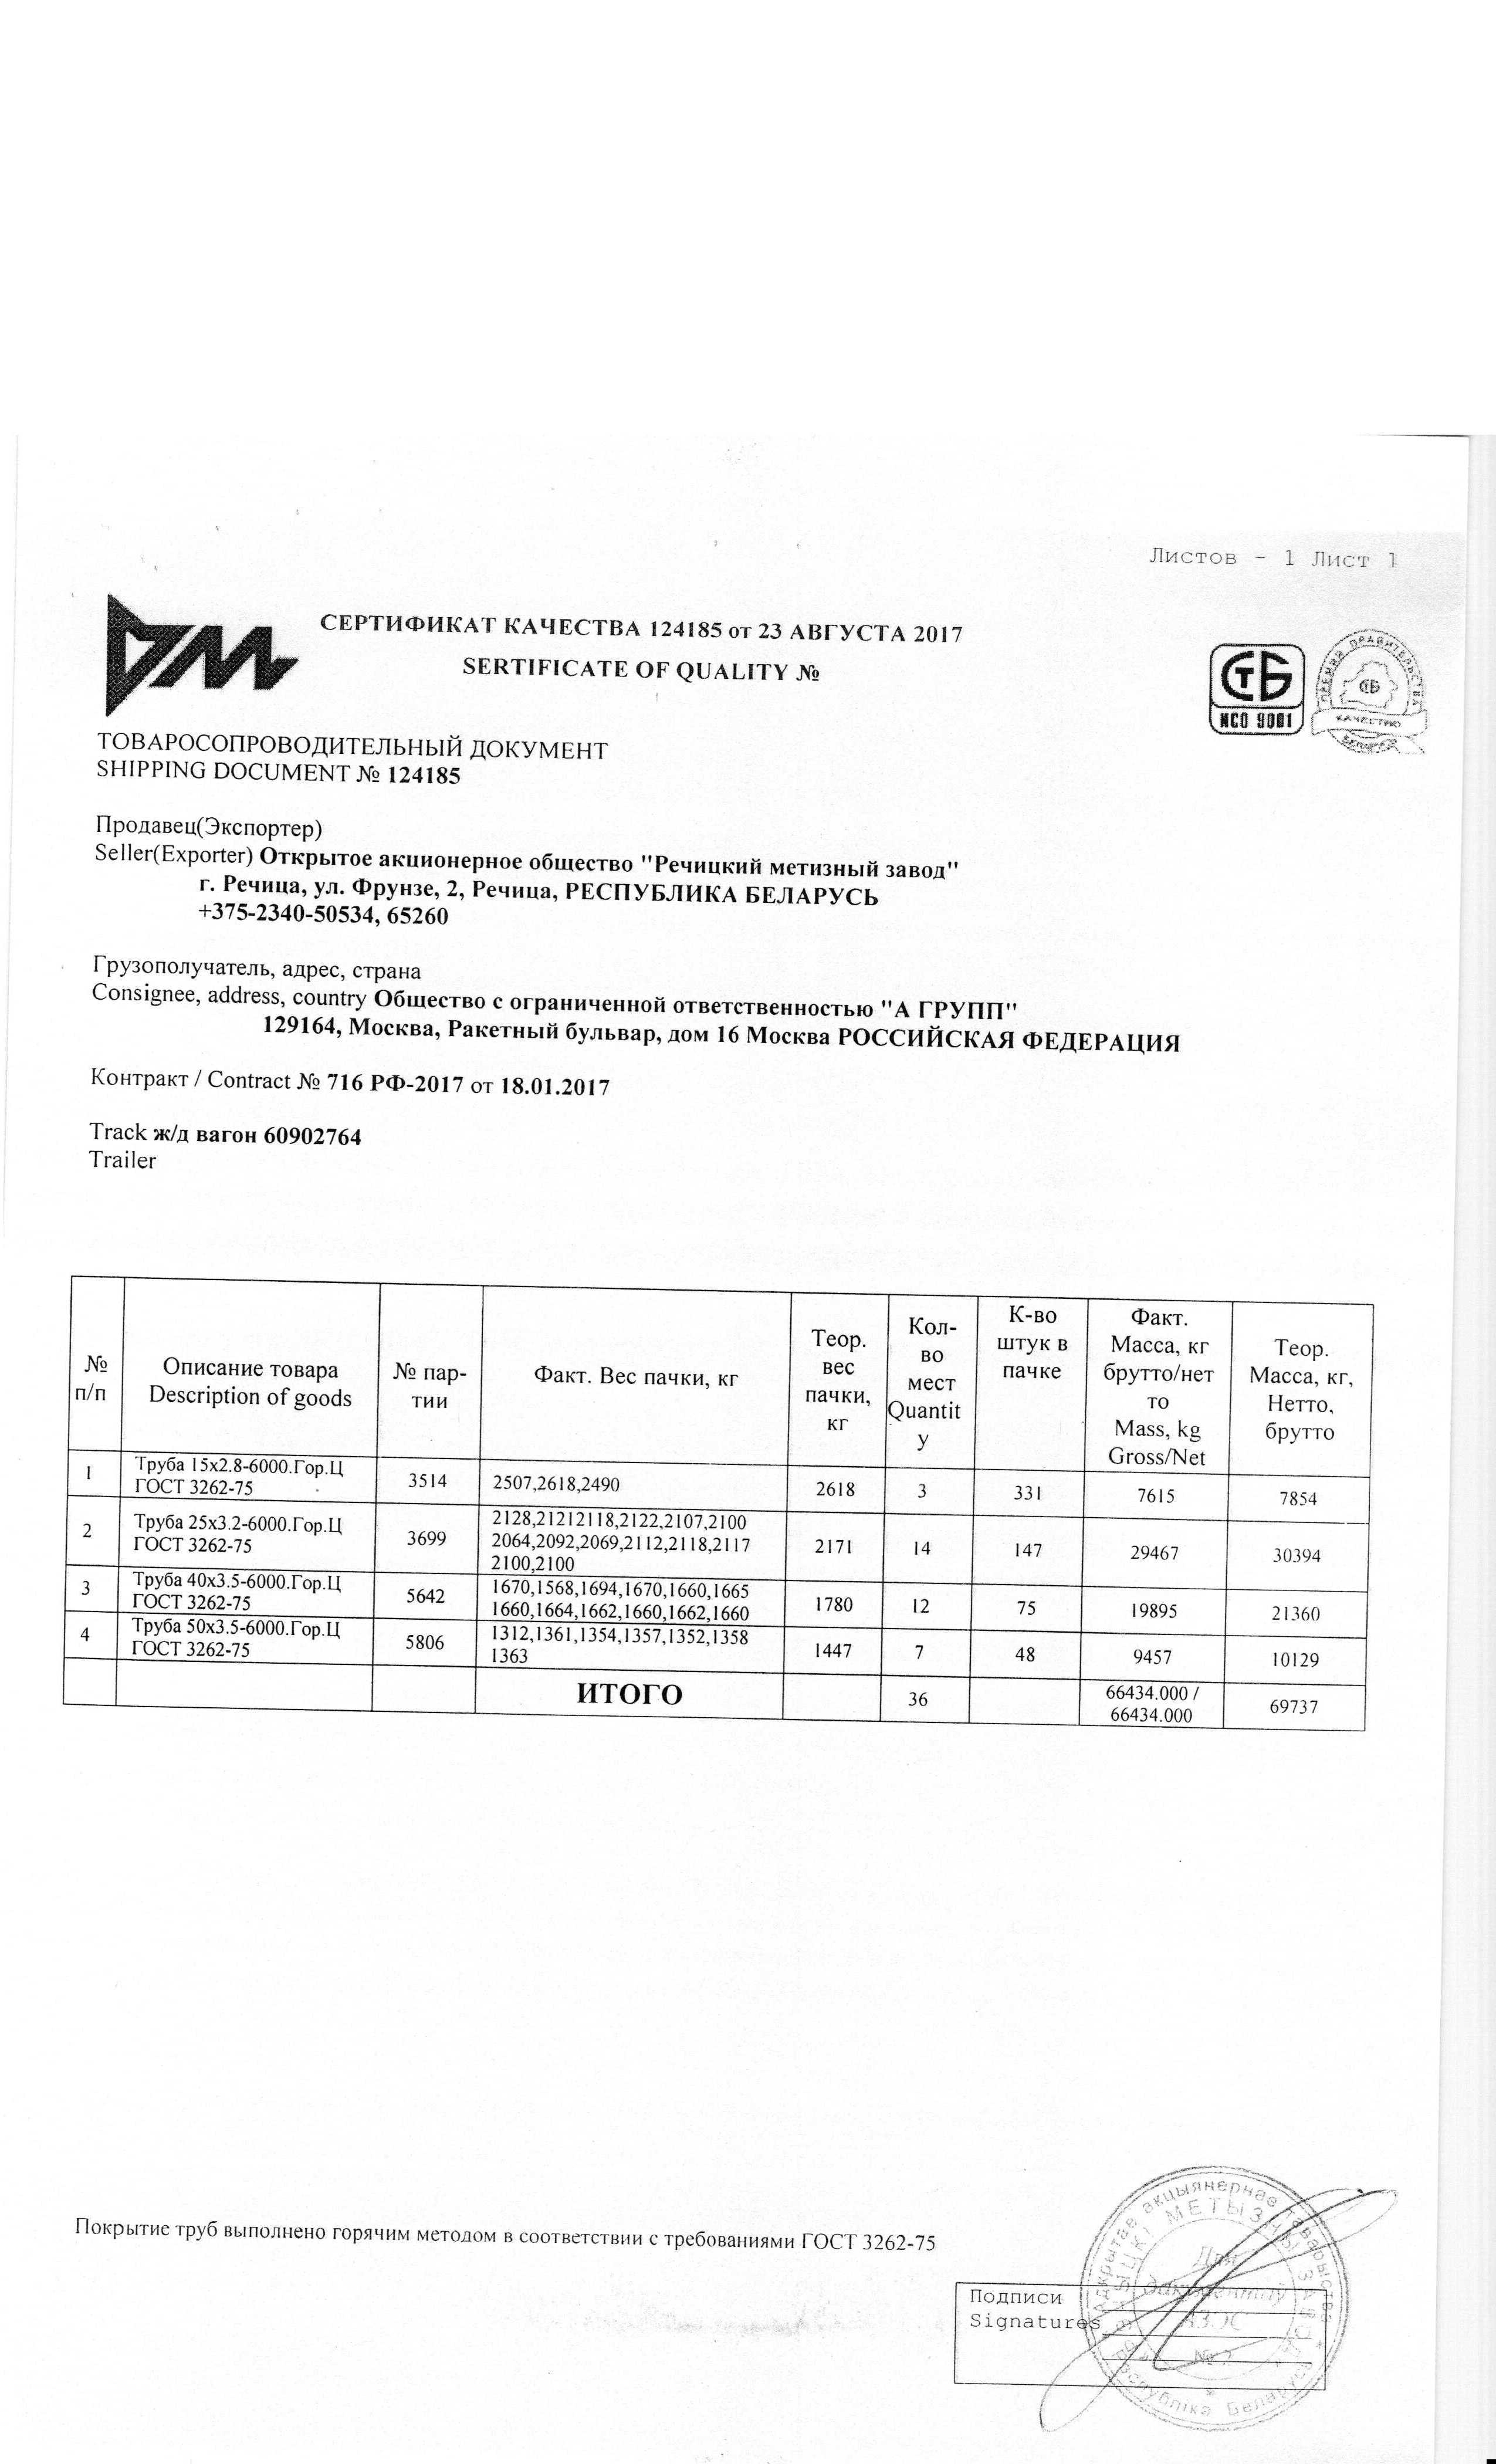 Листов - 1 Лист 1
СЕРТИФИКАТ КАЧЕСТВА 124185 от 23 АВГУСТА 2017
SERTIFICATE OF QUALITY №
СТБ
ИСО 9001
ПРЕМИЯ ПРАВИТЕЛЬСТВА
СТБ
ТОВАРОСОПРОВОДИТЕЛЬНЫЙ ДОКУМЕНТ
SHIPPING DOCUMENT № 124185
Продавец(Экспортер)
Seller(Exporter) Открытое акционерное общество "Речицкий метизный завод"
г. Речица, ул. Фрунзе, 2, Речица, РЕСПУБЛИКА БЕЛАРУСЬ
+375-2340-50534, 65260
Грузополучатель, адрес, страна
Consignee, address, country Общество с ограниченной ответственностью "А ГРУПП"
129164, Москва, Ракетный бульвар, дом 16 Москва РОССИЙСКАЯ ФЕДЕРАЦИЯ
Контракт / Contract № 716 РФ-2017 от 18.01.2017
Track ж/д вагон 60902764
Trailer
№
п/п
Описание товара
Description of goods
№ пар-
тии
Факт. Вес пачки, кг
Теор.
вес
пачки,
кг
Кол-
во
мест
Quantit
y
К-во
штук в
пачке
Факт.
Масса, кг
брутто/нет
то
Mass, kg
Gross/Net
Теор.
Масса, кг,
Нетто,
брутто
1
Труба 15x2.8-6000.Гор.Ц
ГОСТ 3262-75
3514
2507,2618,2490
2618
3
331
7615
7854
2
Труба 25x3.2-6000.Гор.Ц
ГОСТ 3262-75
3699
2128,21212118,2122,2107,2100
2064,2092,2069,2112,2118,2117
2100,2100
2171
14
147
29467
30394
3
Труба 40x3.5-6000.Гор.Ц
ГОСТ 3262-75
5642
1670,1568,1694,1670,1660,1665
1660,1664,1662,1660,1662,1660
1780
12
75
19895
21360
4
Труба 50x3.5-6000.Гор.Ц
ГОСТ 3262-75
5806
1312,1361,1354,1357,1352,1358
1363
1447
7
48
9457
10129
ИТОГО
36
66434.000 /
66434.000
69737
Покрытие труб выполнено горячим методом в соответствии с требованиями ГОСТ 3262-75
Подписи
Signatures
акцыянернае таварыства
МЕТЫЗНЫ ЗАВОД
Для
дакументаў
№ 2
Рэспубліка Беларусь